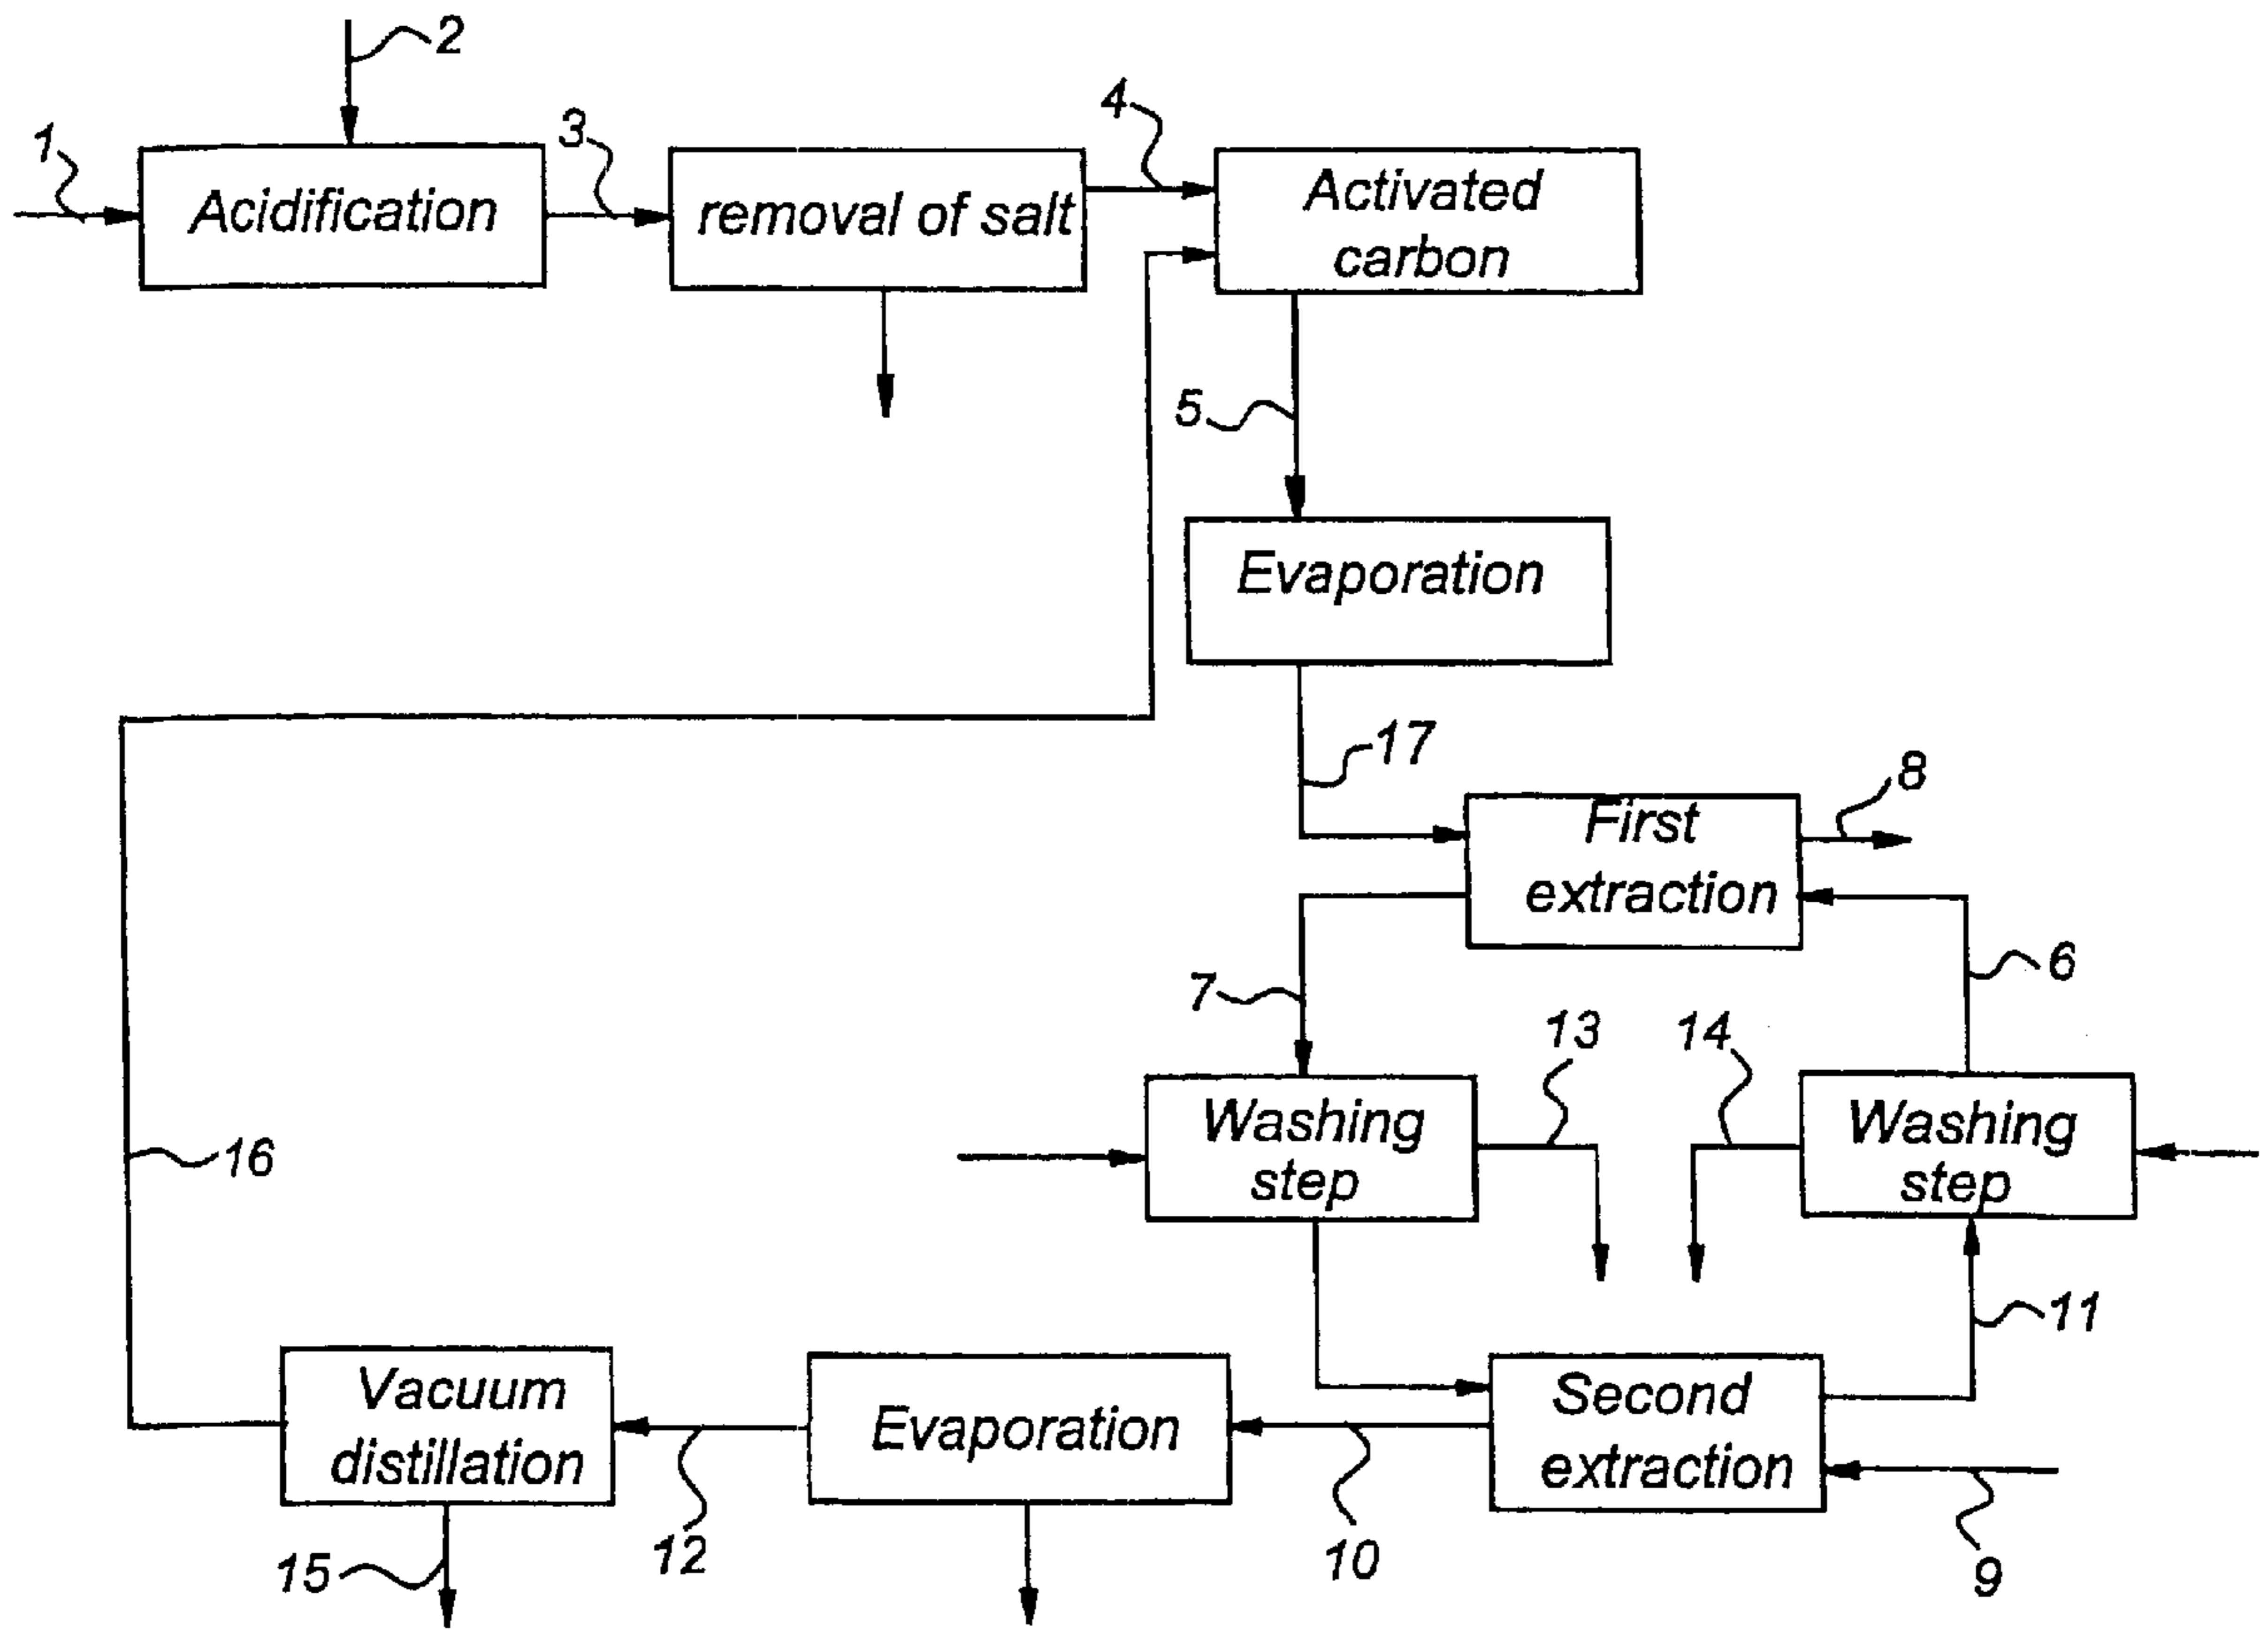 2
1
3
4
Acidification
removal of salt
Activated
carbon
5
Evaporation
17
8
First
extraction
6
7
13
14
Washing
step
Washing
step
16
11
Vacuum
distillation
Evaporation
Second
extraction
15
12
10
9